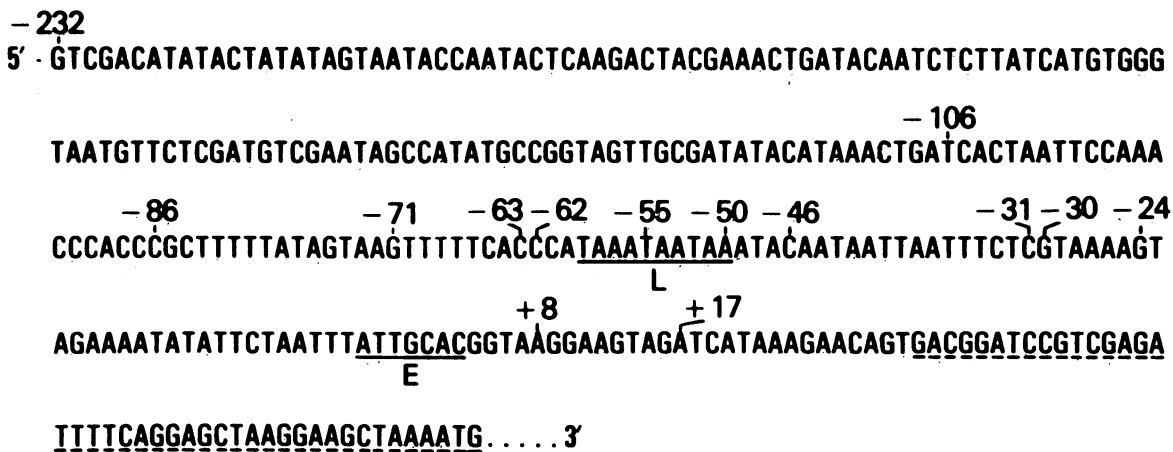 − 232
5′ - GTCGACATATACTATATAGTAATACCAATACTCAAGACTACGAAACTGATACAATCTCTTATCATGTGGG
− 106
TAATGTTCTCGATGTCGAATAGCCATATGCCGGTAGTTGCGATATACATAAACTGATCACTAATTCCAAA
− 86 − 71 − 63 − 62 − 55 − 50 − 46 − 31 − 30 − 24
CCCACCCGCTTTTTATAGTAAGTTTTTCACCCATAAATAATAAATACAATAATTAATTTCTCGTAAAAGT
L
+ 8 + 17
AGAAAATATATTCTAATTTATTGCACGGTAAGGAAGTAGATCATAAAGAACAGTGACGGATCCGTCGAGA
E
TTTTCAGGAGCTAAGGAAGCTAAAATG.....3′